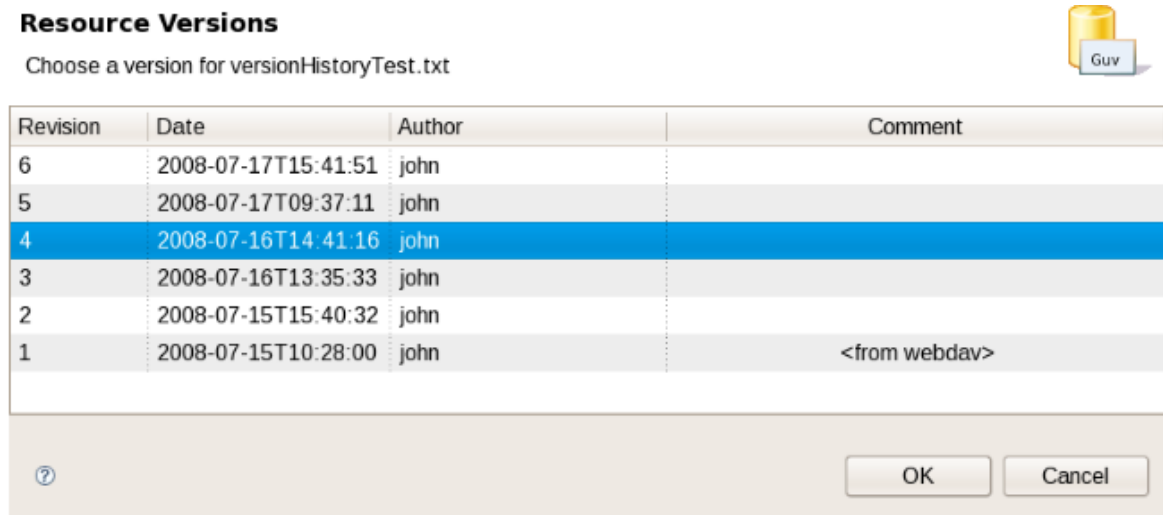 Resource Versions
Guv
Choose a version for versionHistoryTest.txt
Revision Date Author Comment
6 2008-07-17T15:41:51 john
5 2008-07-17T09:37:11 john
4 2008-07-16T14:41:16 john
3 2008-07-16T13:35:33 john
2 2008-07-15T15:40:32 john
1 2008-07-15T10:28:00 john <from webdav>
? OK Cancel